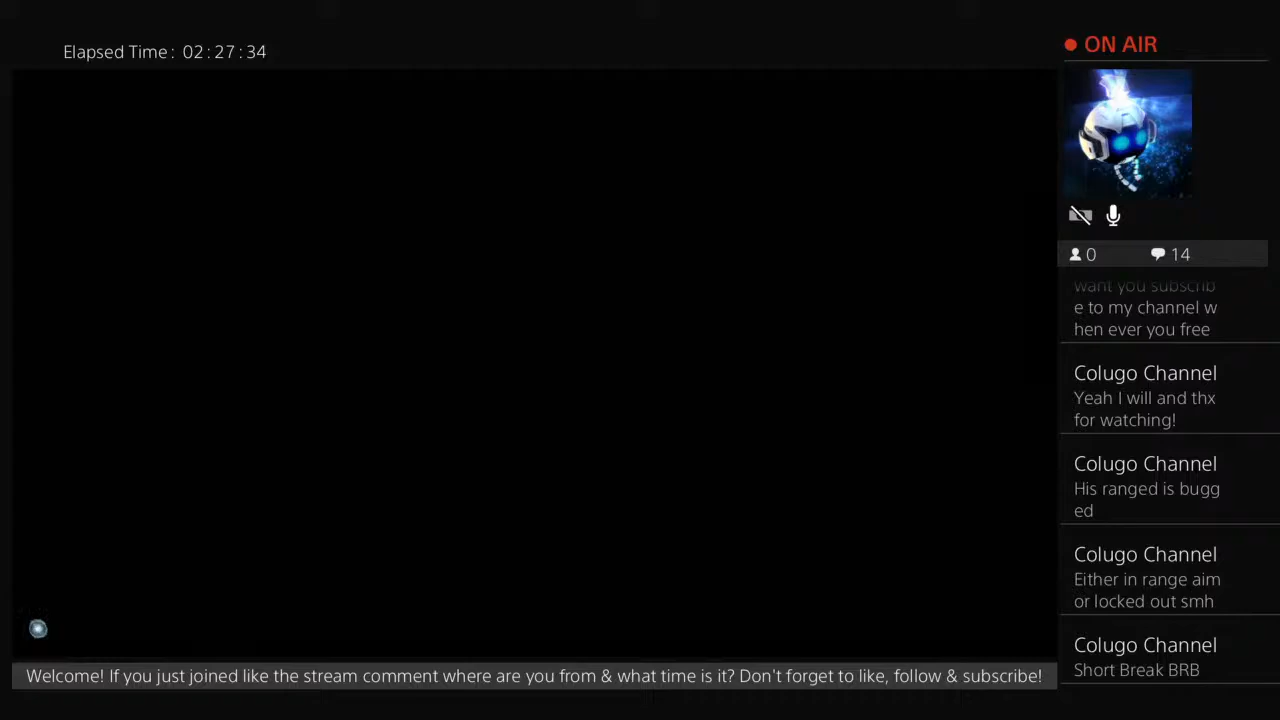 Elapsed Time: 02:27:34
ON AIR
0 14
want you subscrib
e to my channel w
hen ever you free
Colugo Channel
Yeah I will and thx
for watching!
Colugo Channel
His ranged is bugg
ed
Colugo Channel
Either in range aim
or locked out smh
Colugo Channel
Short Break BRB
Welcome! If you just joined like the stream comment where are you from & what time is it? Don't forget to like, follow & subscribe!